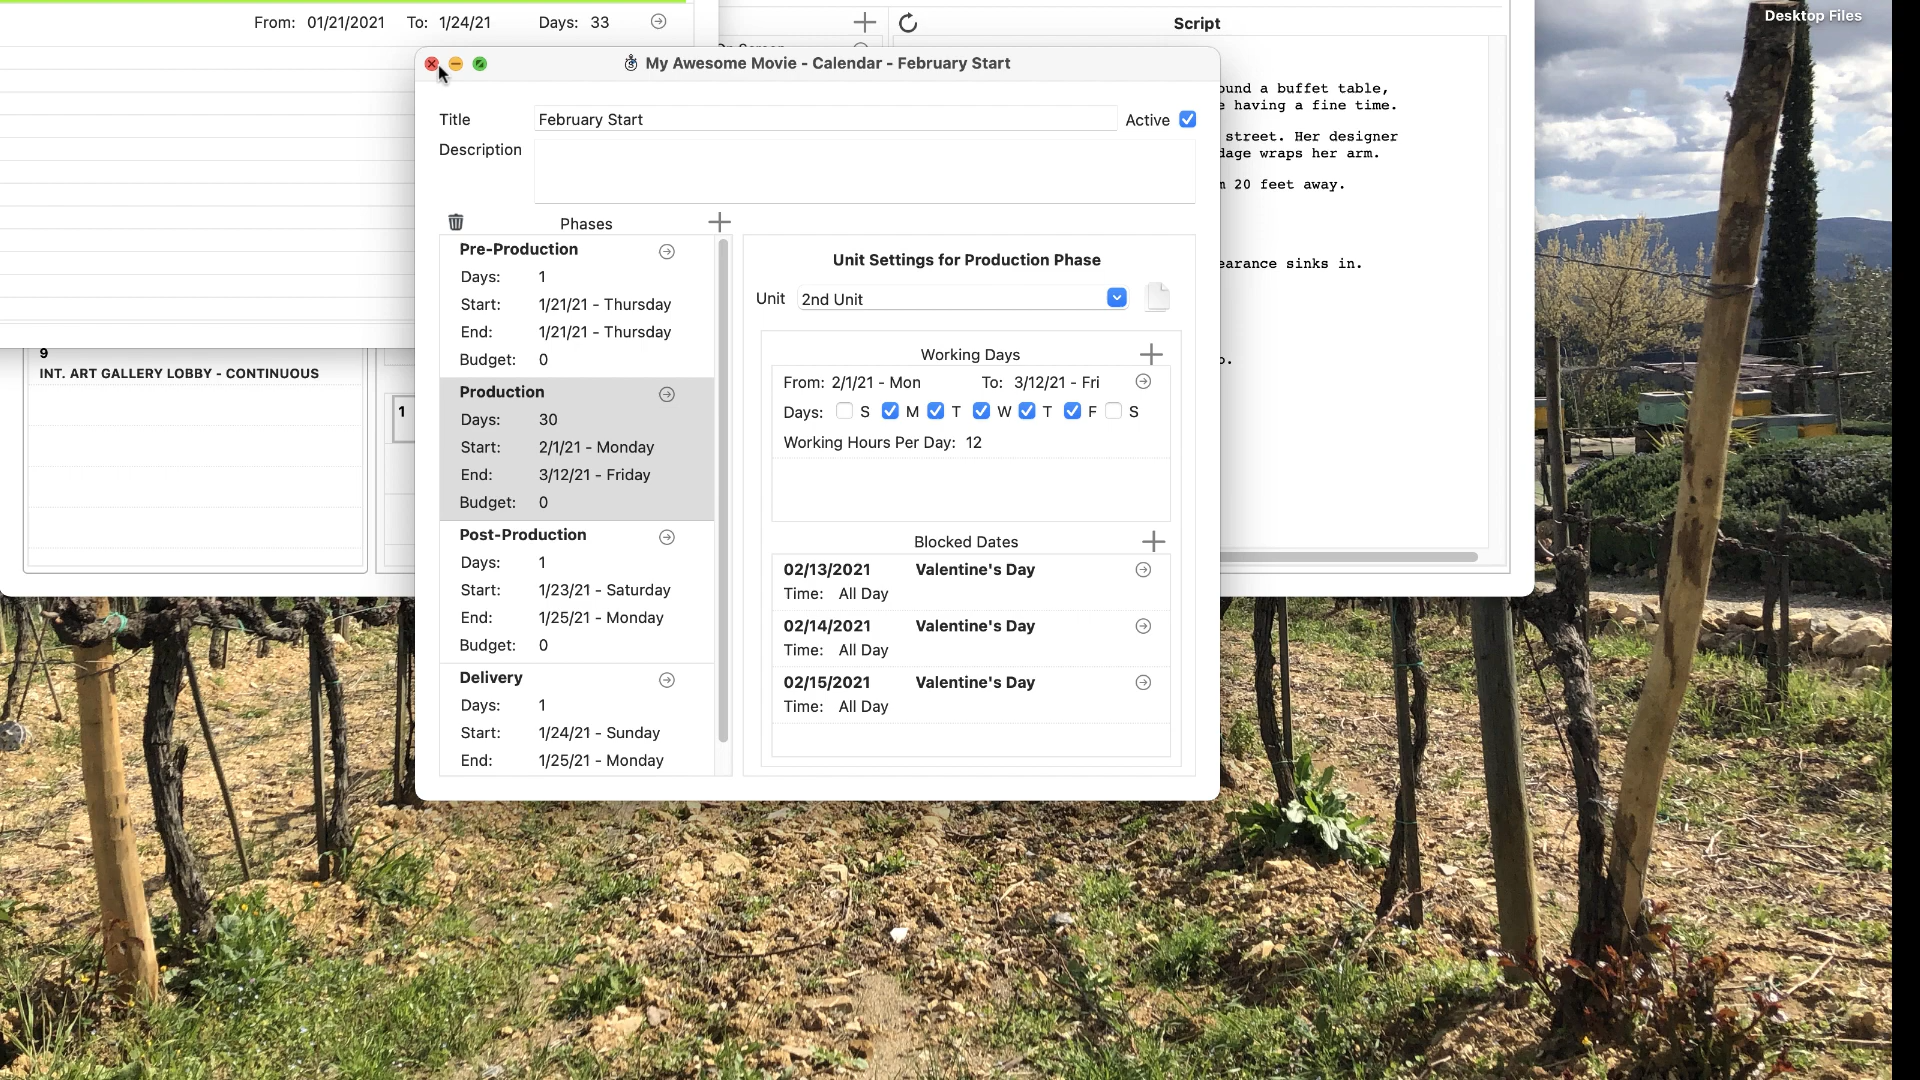 From: 01/21/2021 To: 1/24/21 Days: 33
Script
Desktop Files
My Awesome Movie - Calendar - February Start
Title February Start Active
Description
Phases
Pre-Production
Days: 1
Start: 1/21/21 - Thursday
End: 1/21/21 - Thursday
Budget: 0
Production
Days: 30
Start: 2/1/21 - Monday
End: 3/12/21 - Friday
Budget: 0
Post-Production
Days: 1
Start: 1/23/21 - Saturday
End: 1/25/21 - Monday
Budget: 0
Delivery
Days: 1
Start: 1/24/21 - Sunday
End: 1/25/21 - Monday
Unit Settings for Production Phase
Unit 2nd Unit
Working Days
From: 2/1/21 - Mon To: 3/12/21 - Fri
Days: S M T W T F S
Working Hours Per Day: 12
Blocked Dates
02/13/2021 Valentine's Day
Time: All Day
02/14/2021 Valentine's Day
Time: All Day
02/15/2021 Valentine's Day
Time: All Day
9
INT. ART GALLERY LOBBY - CONTINUOUS
1
a buffet table,
having a fine time.
street. Her designer
wraps her arm.
20 feet away.
sinks in.